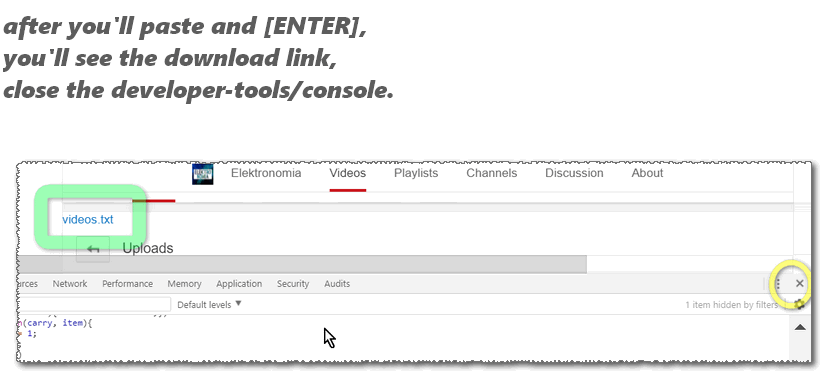 after you'll paste and [ENTER],
you'll see the download link,
close the developer-tools/console.
Elektronomia Videos Playlists Channels Discussion About
videos.txt
Uploads
Network Performance Memory Application Security Audits
Default levels ▼ 1 item hidden by filters
(carry, item){
1;